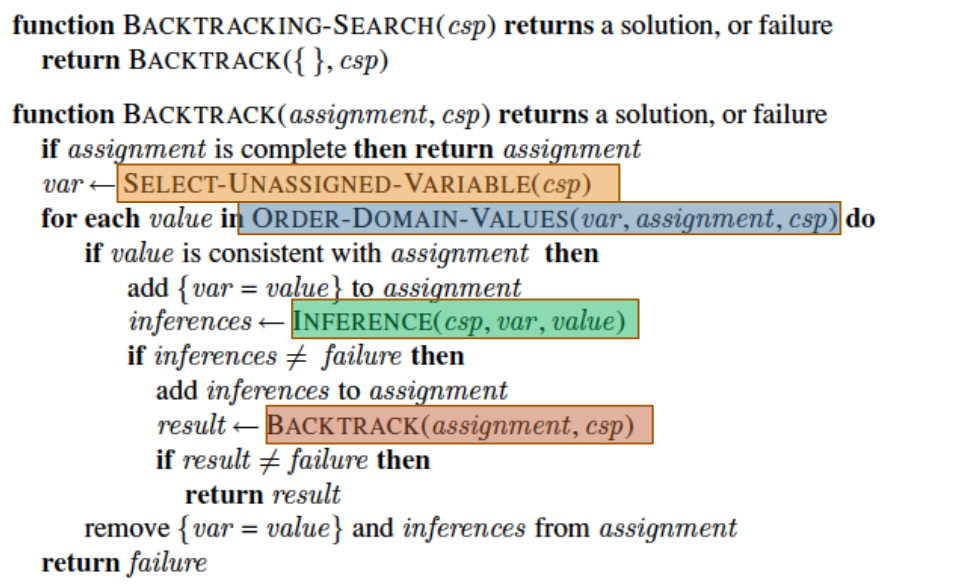 function BACKTRACKING-SEARCH(csp) returns a solution, or failure
return BACKTRACK({ }, csp)
function BACKTRACK(assignment, csp) returns a solution, or failure
if assignment is complete then return assignment
var ← SELECT-UNASSIGNED-VARIABLE(csp)
for each value in ORDER-DOMAIN-VALUES(var, assignment, csp) do
if value is consistent with assignment then
add {var = value} to assignment
inferences ← INFERENCE(csp, var, value)
if inferences ≠ failure then
add inferences to assignment
result ← BACKTRACK(assignment, csp)
if result ≠ failure then
return result
remove {var = value} and inferences from assignment
return failure